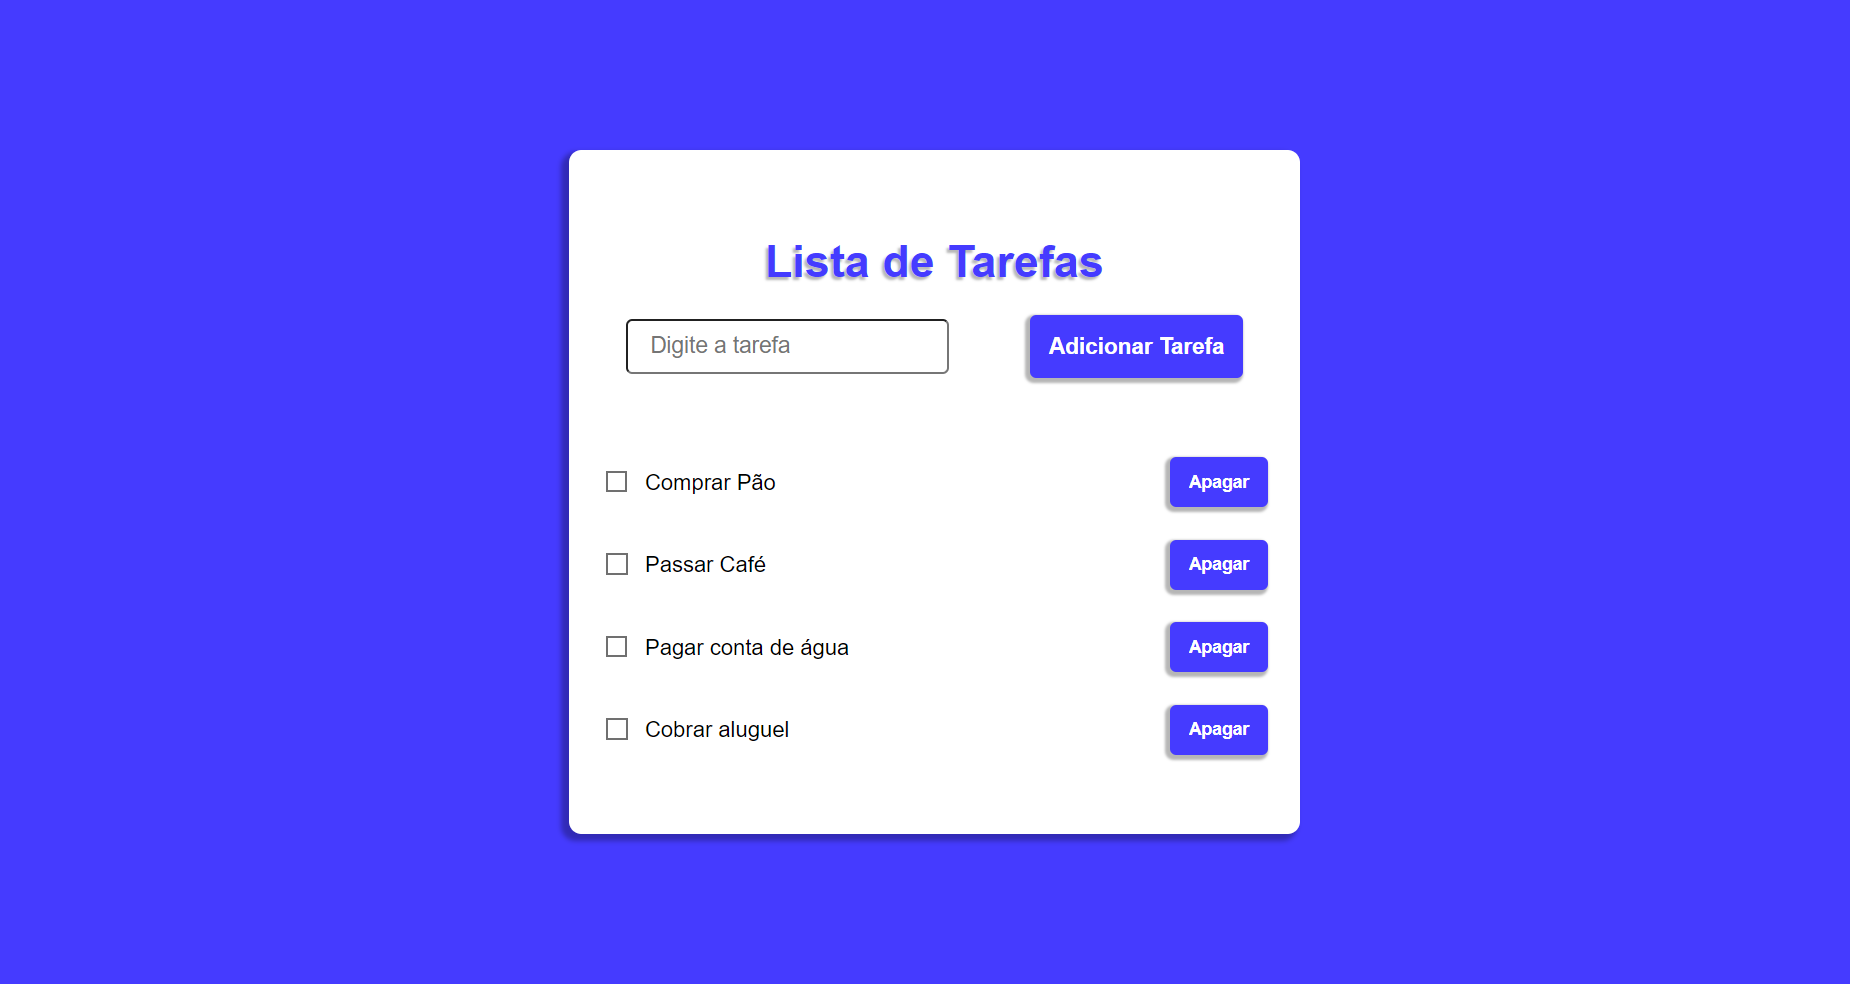 Lista de Tarefas
Digite a tarefa
Adicionar Tarefa
Comprar Pão
Apagar
Passar Café
Apagar
Pagar conta de água
Apagar
Cobrar aluguel
Apagar